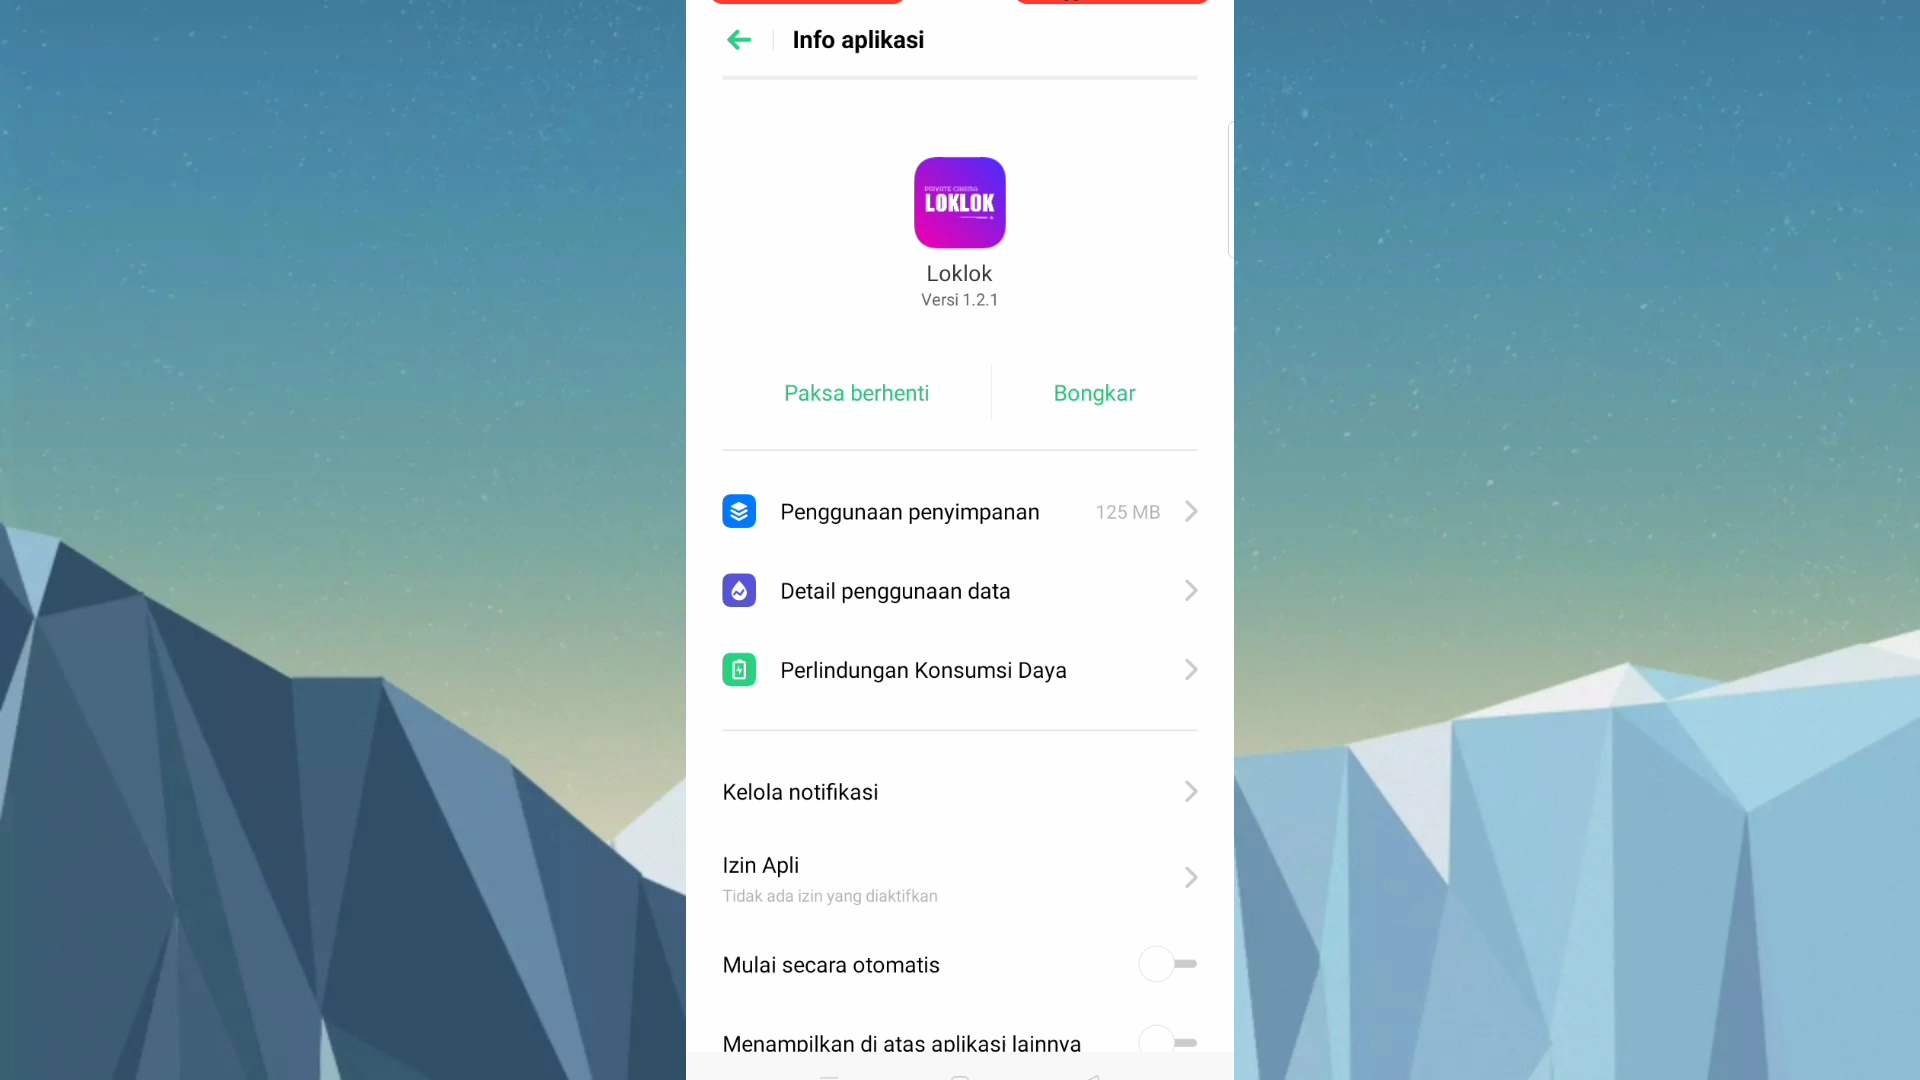 Info aplikasi
PRIVATE CINEMA
LOKLOK
Loklok
Versi 1.2.1
Paksa berhenti
Bongkar
Penggunaan penyimpanan
125 MB
Detail penggunaan data
Perlindungan Konsumsi Daya
Kelola notifikasi
Izin Apli
Tidak ada izin yang diaktifkan
Mulai secara otomatis
Menampilkan di atas aplikasi lainnya